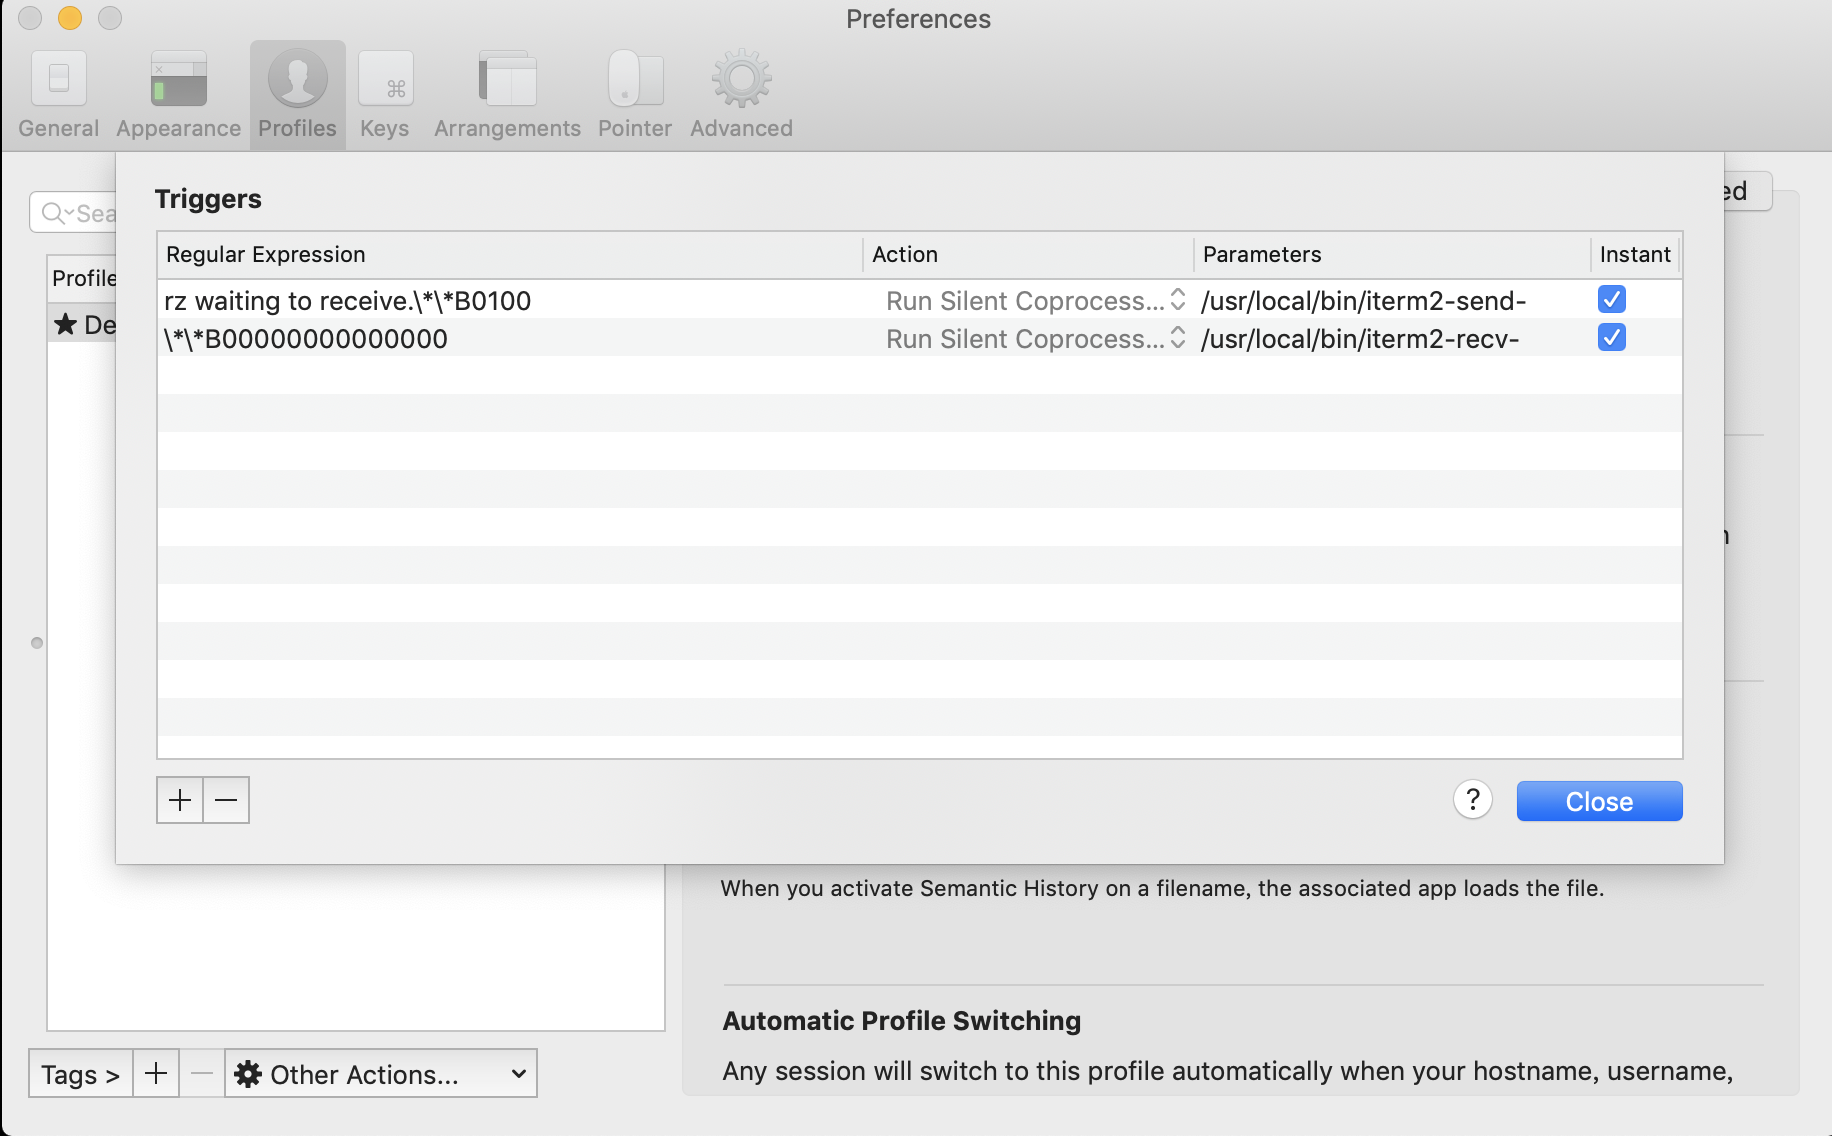 Preferences
General Appearance Profiles Keys Arrangements Pointer Advanced
Triggers
ed
Sea
Regular Expression Action Parameters Instant
Profile
rz waiting to receive.\*\*B0100 Run Silent Coprocess... /usr/local/bin/iterm2-send-
★ De
\*\*B00000000000000 Run Silent Coprocess... /usr/local/bin/iterm2-recv-
+ − ? Close
When you activate Semantic History on a filename, the associated app loads the file.
Automatic Profile Switching
Any session will switch to this profile automatically when your hostname, username,
Tags > + − Other Actions...